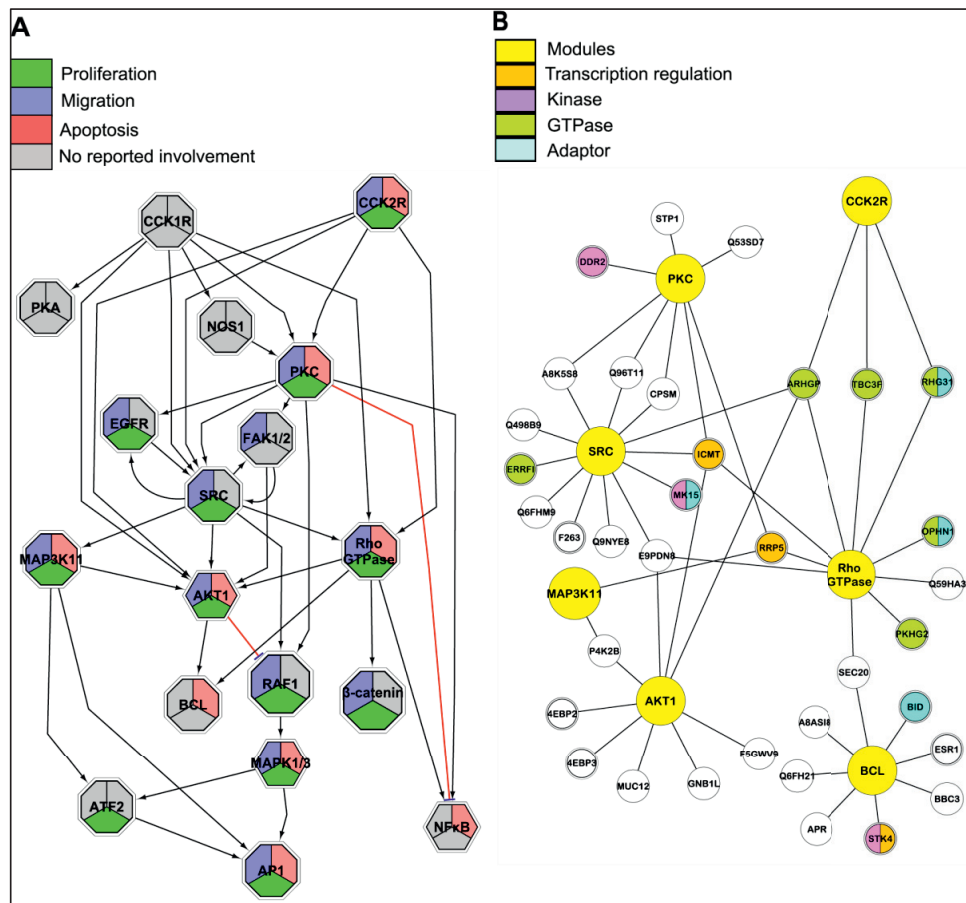 A
Proliferation
Migration
Apoptosis
No reported involvement
CCK1R
CCK2R
PKA
NOS1
PKC
EGFR
FAK1/2
SRC
MAP3K11
Rho
GTPase
AKT1
BCL
RAF1
β-catenin
MAPK1/3
ATF2
NFκB
AP1
B
Modules
Transcription regulation
Kinase
GTPase
Adaptor
STP1
CCK2R
Q53SD7
DDR2
PKC
A8K5S8
Q96T11
CPSM
ARHGP
TBC3F
RHG31
Q498B9
SRC
ICMT
ERRFI
MK15
Q6FHM9
F263
Q9NYE8
E9PDN8
RRP5
OPHN1
Rho
GTPase
Q59HA3
MAP3K11
P4K2B
PKHG2
SEC20
4EBP2
AKT1
A8ASI8
BID
4EBP3
F5GWV9
ESR1
MUC12
GNB1L
Q6FH21
BCL
BBC3
APR
STK4